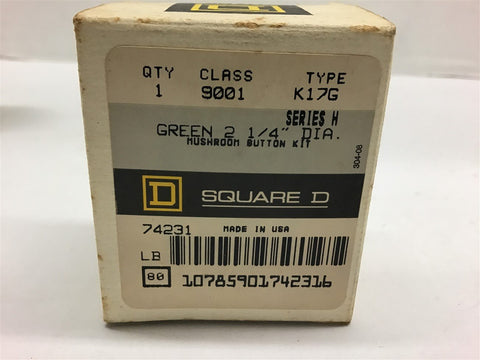 QTY CLASS TYPE
1 9001 K17G
SERIES H
GREEN 2 1/4" DIA.
MUSHROOM BUTTON KIT
304-08
D SQUARE D
74231 MADE IN USA
LB
80 10785901742316